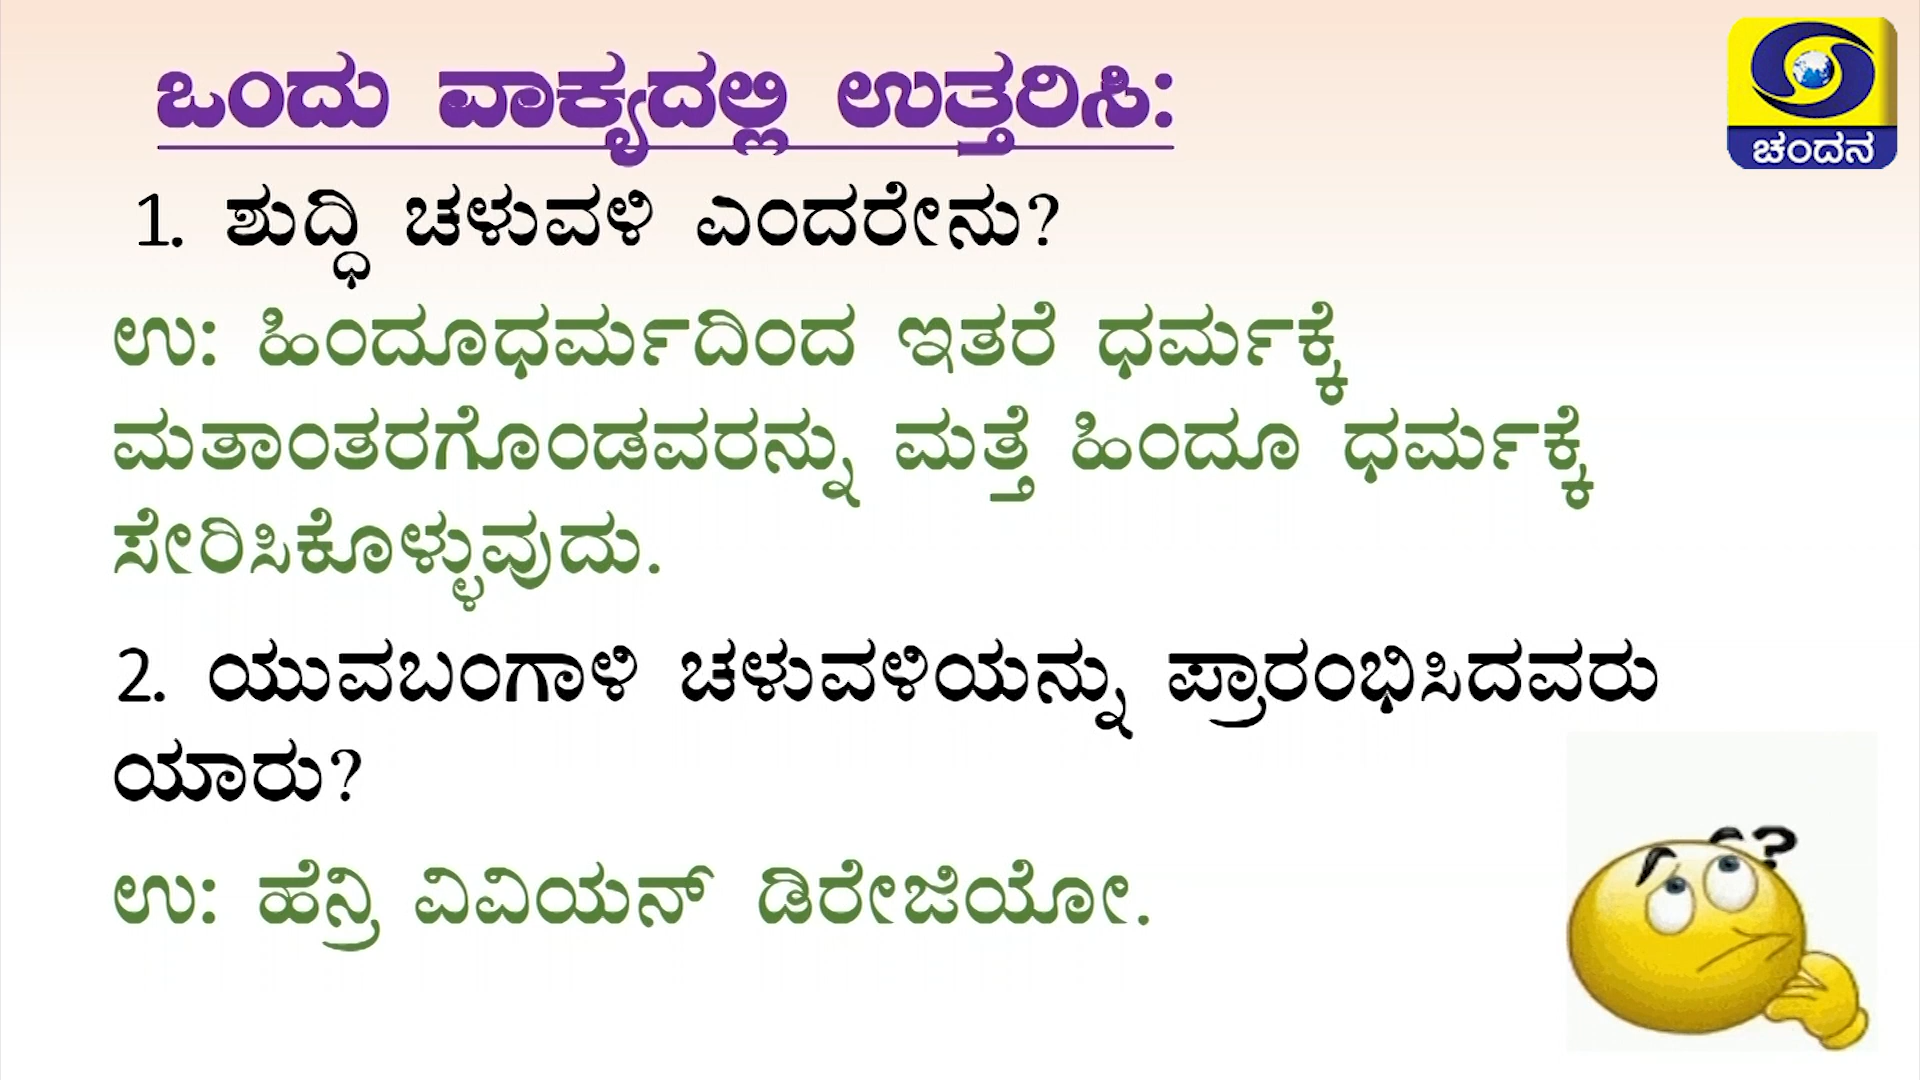 ಒಂದು ವಾಕ್ಯದಲ್ಲಿ ಉತ್ತರಿಸಿ:
ಚಂದನ
1. ಶುದ್ಧಿ ಚಳುವಳಿ ಎಂದರೇನು?
ಉ: ಹಿಂದೂಧರ್ಮದಿಂದ ಇತರೆ ಧರ್ಮಕ್ಕೆ
ಮತಾಂತರಗೊಂಡವರನ್ನು ಮತ್ತೆ ಹಿಂದೂ ಧರ್ಮಕ್ಕೆ
ಸೇರಿಸಿಕೊಳ್ಳುವುದು.
2. ಯುವಬಂಗಾಳಿ ಚಳುವಳಿಯನ್ನು ಪ್ರಾರಂಭಿಸಿದವರು
ಯಾರು?
ಉ: ಹೆನ್ರಿ ವಿವಿಯನ್ ಡಿರೇಜಿಯೋ.